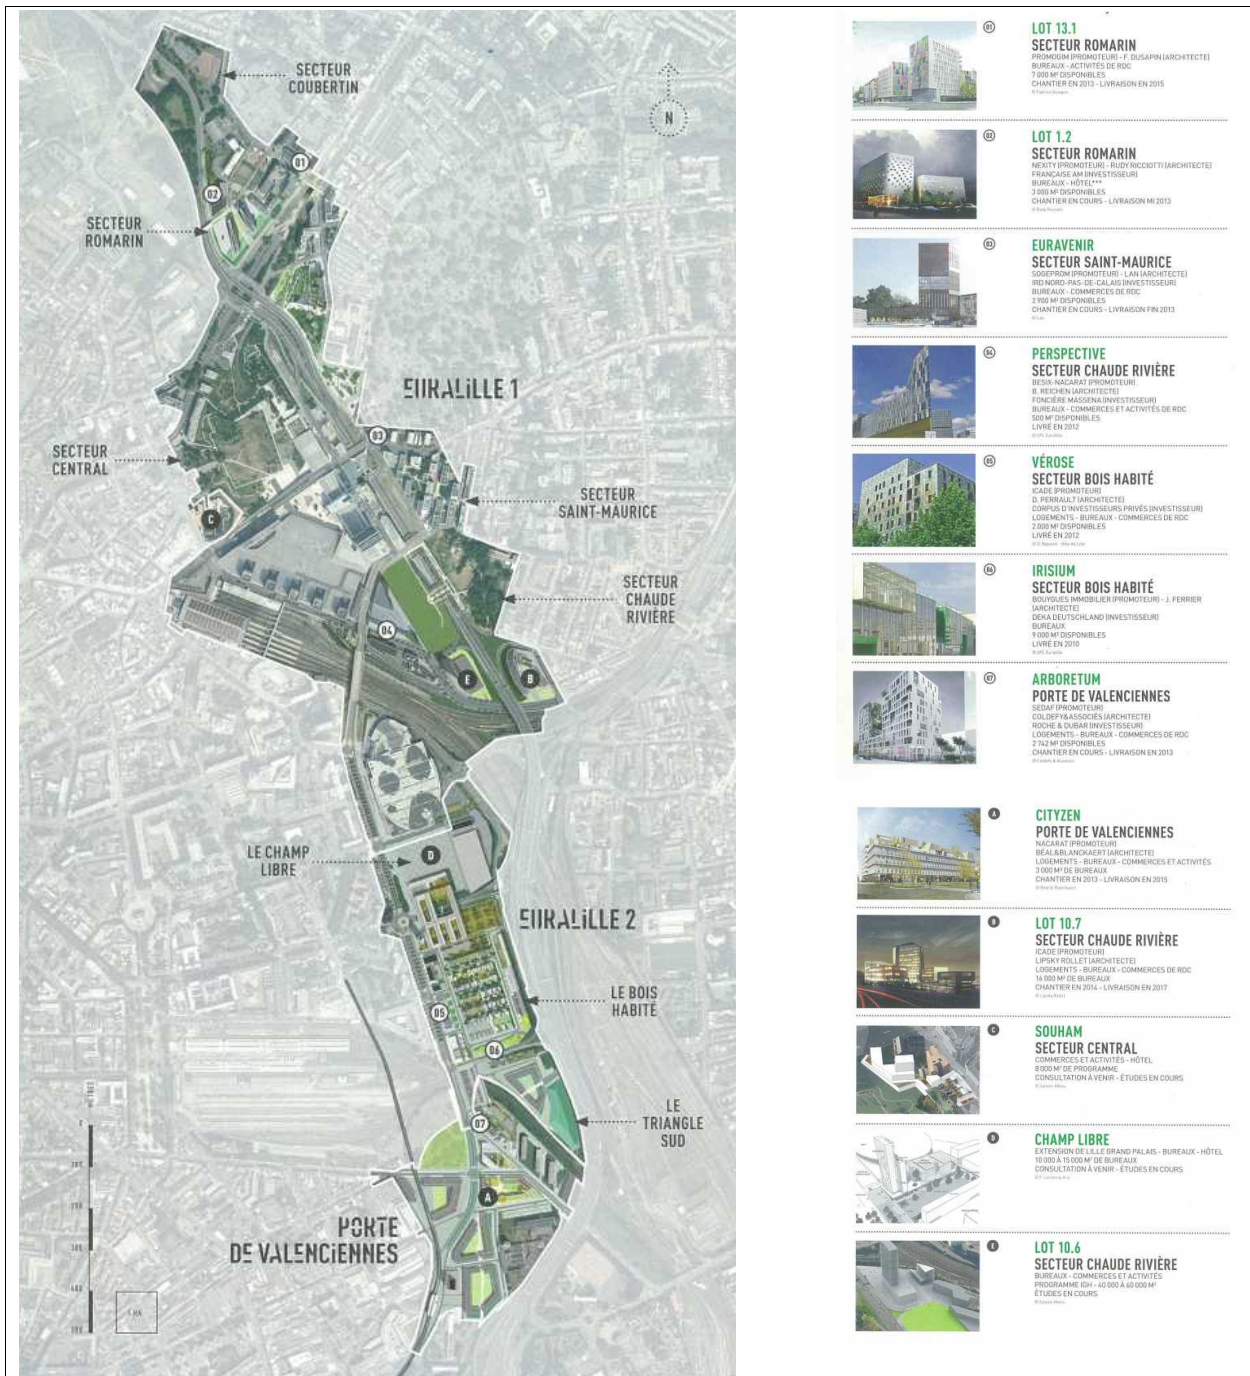 SECTEUR
COUBERTIN
N
01
02
SECTEUR
ROMARIN
EURALILLE 1
03
SECTEUR
CENTRAL
SECTEUR
SAINT-MAURICE
C
SECTEUR
CHAUDE
RIVIÈRE
04
E
B
LE CHAMP
LIBRE
D
EURALILLE 2
LE BOIS
HABITÉ
05
06
LE
TRIANGLE
SUD
07
A
PORTE
DE VALENCIENNES
1 HA
01
LOT 13.1
SECTEUR ROMARIN
PROMOGIM (PROMOTEUR) - F. DUSAPIN (ARCHITECTE)
BUREAUX - ACTIVITÉS DE RDC
7 000 M² DISPONIBLES
CHANTIER EN 2013 - LIVRAISON EN 2015
02
LOT 1.2
SECTEUR ROMARIN
NEXITY (PROMOTEUR) - RUDY RICCIOTTI (ARCHITECTE)
FRANÇAISE AM (INVESTISSEUR)
BUREAUX - HÔTEL***
3 000 M² DISPONIBLES
CHANTIER EN COURS - LIVRAISON MI 2013
03
EURAVENIR
SECTEUR SAINT-MAURICE
SOGEPROM (PROMOTEUR) - LAN (ARCHITECTE)
IRD NORD-PAS-DE-CALAIS (INVESTISSEUR)
BUREAUX - COMMERCES DE RDC
2 900 M² DISPONIBLES
CHANTIER EN COURS - LIVRAISON FIN 2013
04
PERSPECTIVE
SECTEUR CHAUDE RIVIÈRE
BESIX-NACARAT (PROMOTEUR)
B. REICHEN (ARCHITECTE)
FONCIÈRE MASSENA (INVESTISSEUR)
BUREAUX - COMMERCES ET ACTIVITÉS DE RDC
500 M² DISPONIBLES
LIVRÉ EN 2012
05
VÉROSE
SECTEUR BOIS HABITÉ
ICADE (PROMOTEUR)
D. PERRAULT (ARCHITECTE)
CORPUS D'INVESTISSEURS PRIVÉS (INVESTISSEUR)
LOGEMENTS - BUREAUX - COMMERCES DE RDC
2 000 M² DISPONIBLES
LIVRÉ EN 2012
06
IRISIUM
SECTEUR BOIS HABITÉ
BOUYGUES IMMOBILIER (PROMOTEUR) - J. FERRIER
(ARCHITECTE)
DEKA DEUTSCHLAND (INVESTISSEUR)
BUREAUX
9 000 M² DISPONIBLES
LIVRÉ EN 2010
07
ARBORETUM
PORTE DE VALENCIENNES
SEDAF (PROMOTEUR)
COLDEFY&ASSOCIÉS (ARCHITECTE)
ROCHE & DUBAR (INVESTISSEUR)
LOGEMENTS - BUREAUX - COMMERCES DE RDC
2 742 M² DISPONIBLES
CHANTIER EN COURS - LIVRAISON EN 2013
A
CITYZEN
PORTE DE VALENCIENNES
NACARAT (PROMOTEUR)
BÉAL&BLANCKAERT (ARCHITECTE)
LOGEMENTS - BUREAUX - COMMERCES ET ACTIVITÉS
3 000 M² DE BUREAUX
CHANTIER EN 2013 - LIVRAISON EN 2015
B
LOT 10.7
SECTEUR CHAUDE RIVIÈRE
ICADE (PROMOTEUR)
LIPSKY ROLLET (ARCHITECTE)
LOGEMENTS - BUREAUX - COMMERCES DE RDC
16 000 M² DE BUREAUX
CHANTIER EN 2014 - LIVRAISON EN 2017
C
SOUHAM
SECTEUR CENTRAL
COMMERCES ET ACTIVITÉS - HÔTEL
8 000 M² DE PROGRAMME
CONSULTATION À VENIR - ÉTUDES EN COURS
D
CHAMP LIBRE
EXTENSION DE LILLE GRAND PALAIS - BUREAUX - HÔTEL
10 000 À 15 000 M² DE BUREAUX
CONSULTATION À VENIR - ÉTUDES EN COURS
E
LOT 10.6
SECTEUR CHAUDE RIVIÈRE
BUREAUX - COMMERCES ET ACTIVITÉS
PROGRAMME IGH - 40 000 À 60 000 M²
ÉTUDES EN COURS